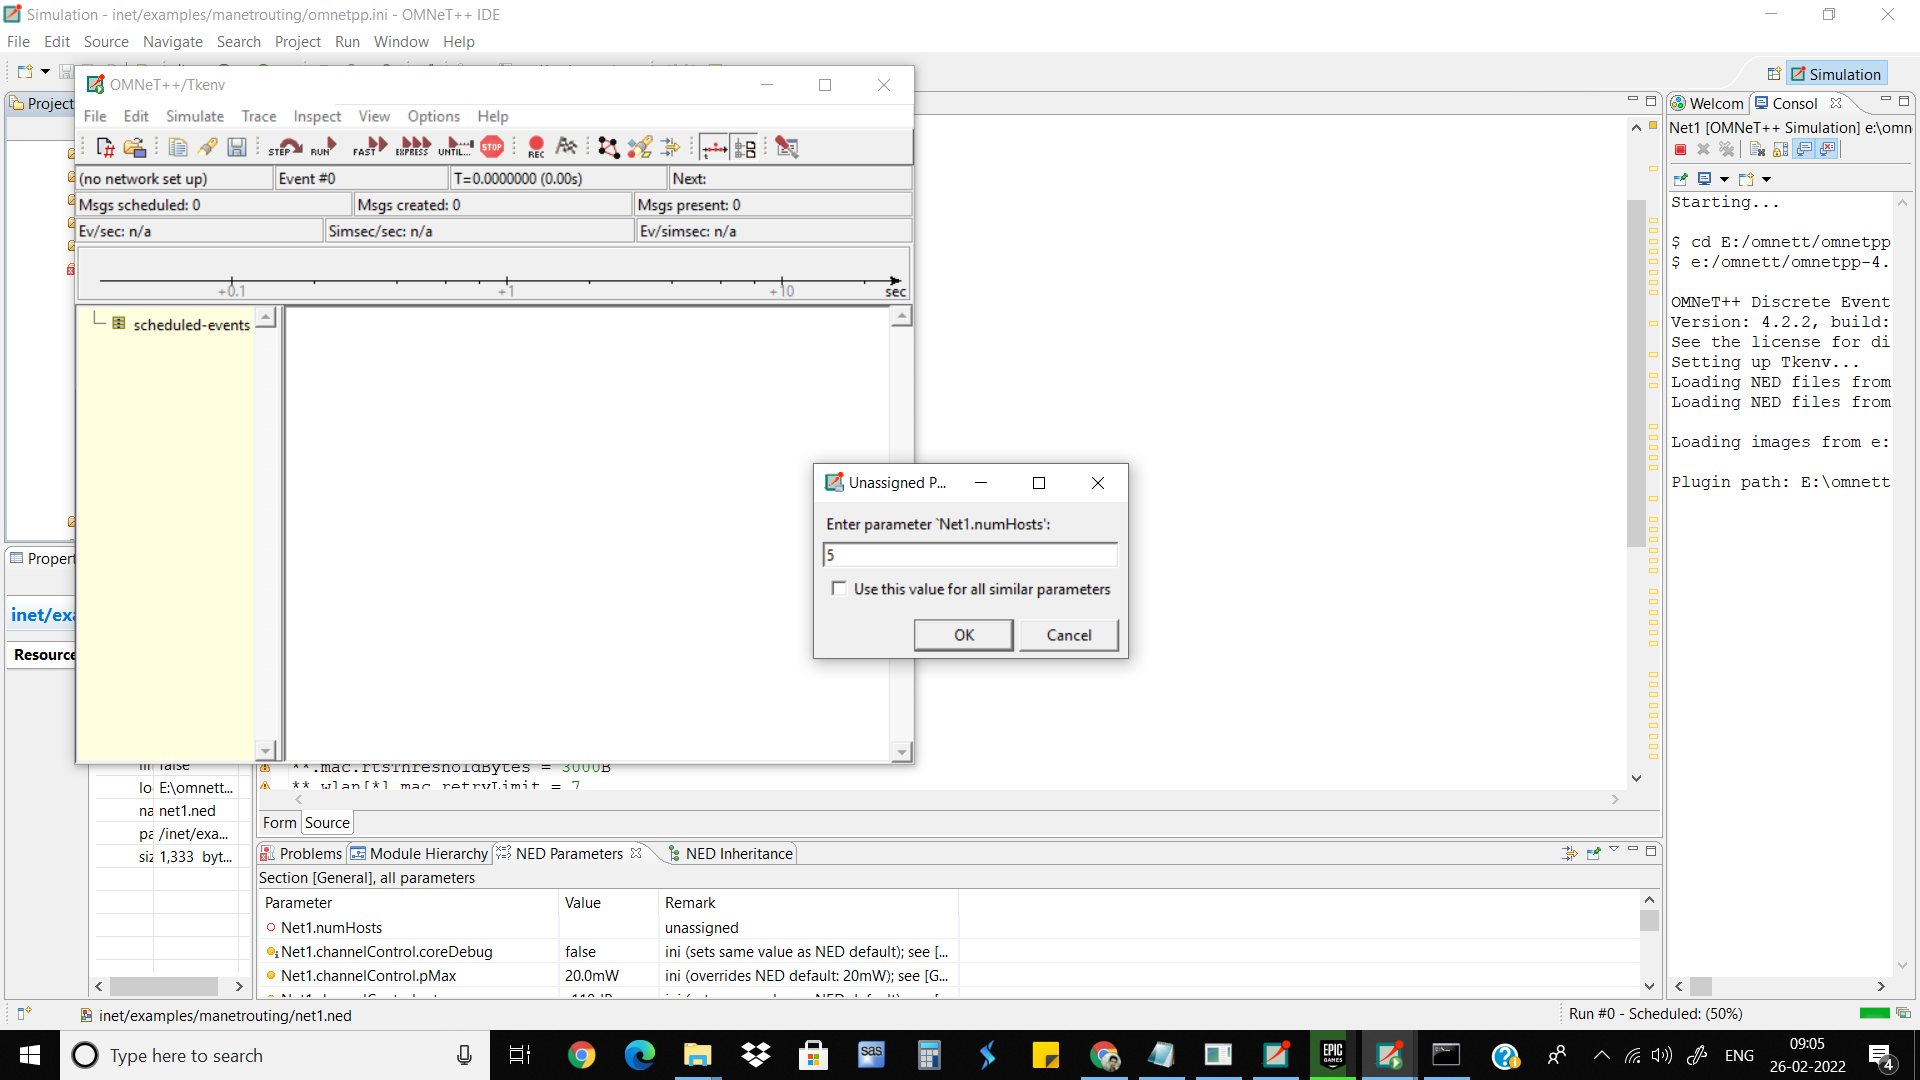 Simulation - inet/examples/manetrouting/omnetpp.ini - OMNeT++ IDE
File Edit Source Navigate Search Project Run Window Help
Simulation
Project
OMNeT++/Tkenv
File Edit Simulate Trace Inspect View Options Help
STEP RUN FAST EXPRESS UNTIL... STOP REC
(no network set up) Event #0 T=0.0000000 (0.00s) Next:
Msgs scheduled: 0 Msgs created: 0 Msgs present: 0
Ev/sec: n/a Simsec/sec: n/a Ev/simsec: n/a
+0.1 +1 +10 sec
scheduled-events
Unassigned P...
Enter parameter `Net1.numHosts':
5
Use this value for all similar parameters
OK Cancel
Welcom Consol
Net1 [OMNeT++ Simulation] e:\omn
Starting...
$ cd E:/omnett/omnetpp
$ e:/omnett/omnetpp-4.
OMNeT++ Discrete Event
Version: 4.2.2, build:
See the license for di
Setting up Tkenv...
Loading NED files from
Loading NED files from
Loading images from e:
Plugin path: E:\omnett
Propert
inet/exa
Resource
false
lo E:\omnett...
na net1.ned
pa /inet/exa...
siz 1,333 byt...
**.mac.rtsThresholdBytes = 3000B
**.wlan[*].mac.retryLimit = 7
Form Source
Problems Module Hierarchy NED Parameters NED Inheritance
Section [General], all parameters
Parameter Value Remark
Net1.numHosts unassigned
Net1.channelControl.coreDebug false ini (sets same value as NED default); see [...
Net1.channelControl.pMax 20.0mW ini (overrides NED default: 20mW); see [G...
inet/examples/manetrouting/net1.ned
Run #0 - Scheduled: (50%)
Type here to search
sas
EPIC GAMES
ENG
09:05
26-02-2022
4